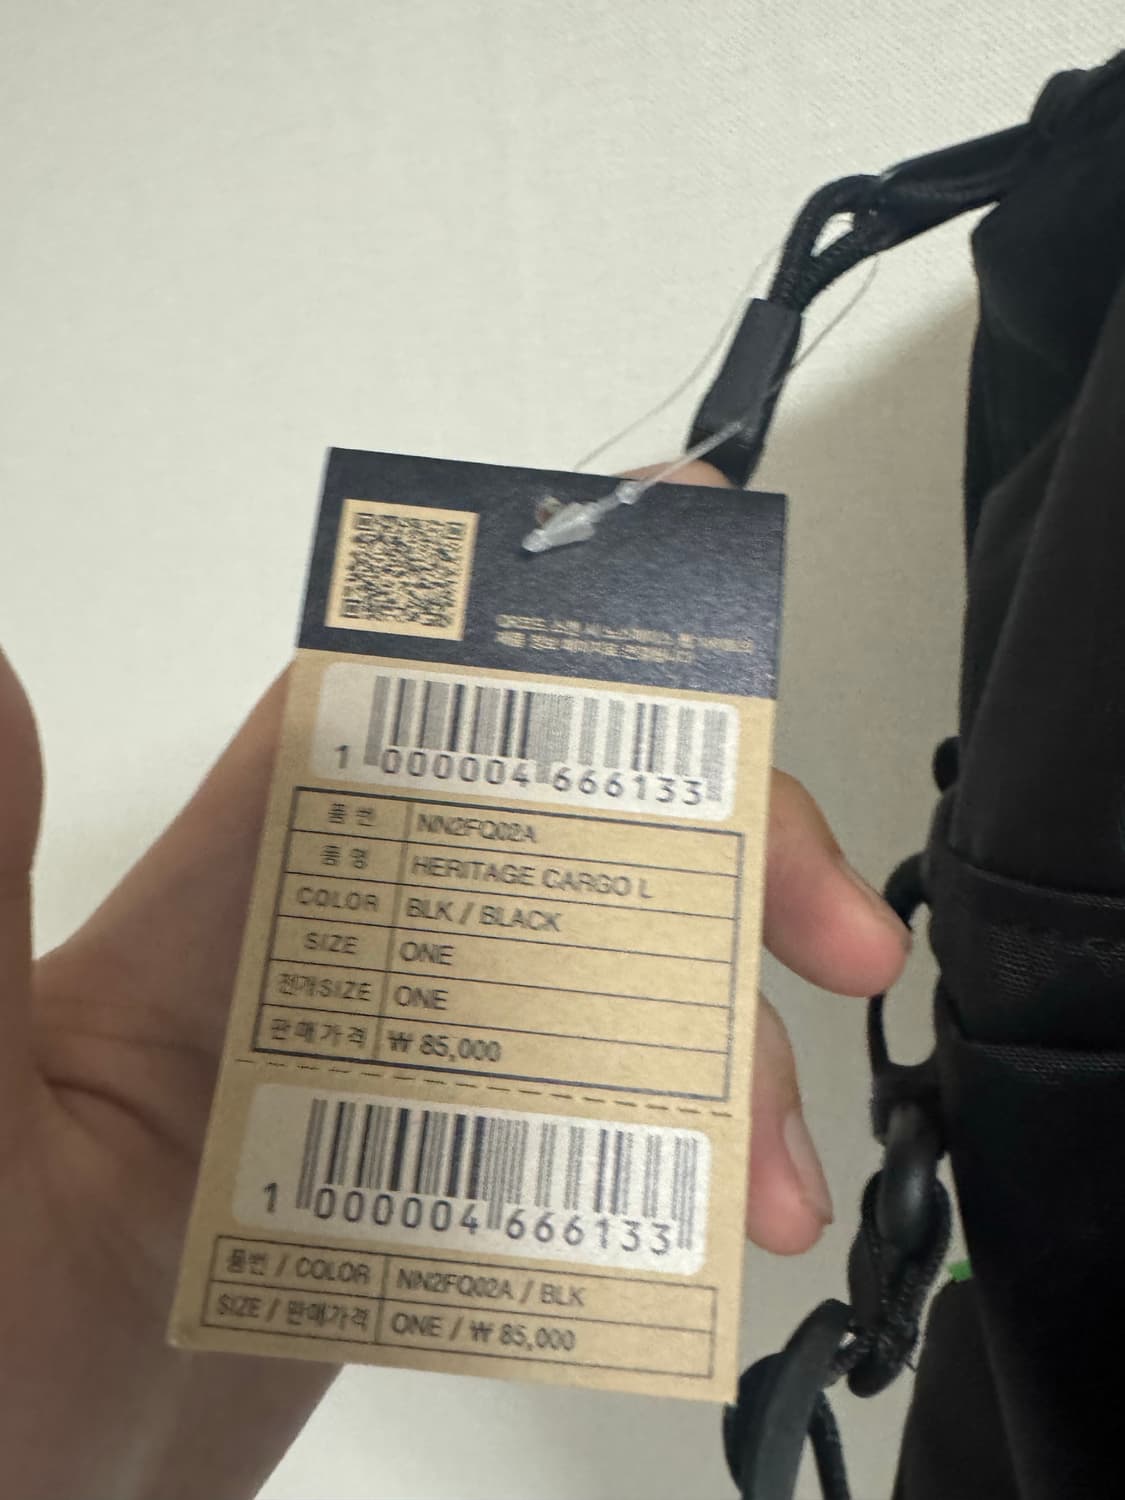 1 000004 666133
품 번 NN2FQ02A
품 명 HERITAGE CARGO L
COLOR BLK / BLACK
SIZE ONE
전개SIZE ONE
판매가격 ₩ 85,000
1 000004 666133
품번 / COLOR NN2FQ02A / BLK
SIZE / 판매가격 ONE / ₩ 85,000